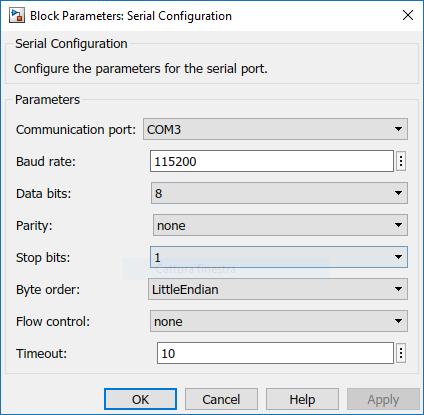 Block Parameters: Serial Configuration
Serial Configuration
Configure the parameters for the serial port.
Parameters
Communication port: COM3
Baud rate: 115200
Data bits: 8
Parity: none
Stop bits: 1
Cattura finestra
Byte order: LittleEndian
Flow control: none
Timeout: 10
OK Cancel Help Apply